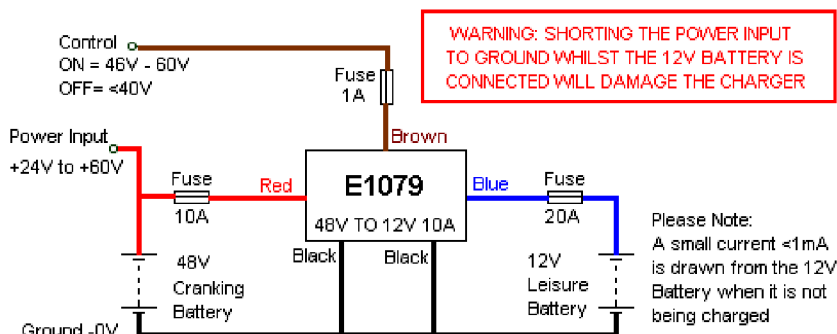 Control
ON = 46V - 60V
OFF= <40V
Fuse
1A
Brown
WARNING: SHORTING THE POWER INPUT
TO GROUND WHILST THE 12V BATTERY IS
CONNECTED WILL DAMAGE THE CHARGER
Power Input
+24V to +60V
Fuse
10A
Red
E1079
48V TO 12V 10A
Blue
Fuse
20A
Black
Black
48V
Cranking
Battery
12V
Leisure
Battery
Please Note:
A small current <1mA
is drawn from the 12V
Battery when it is not
being charged
Ground -0V